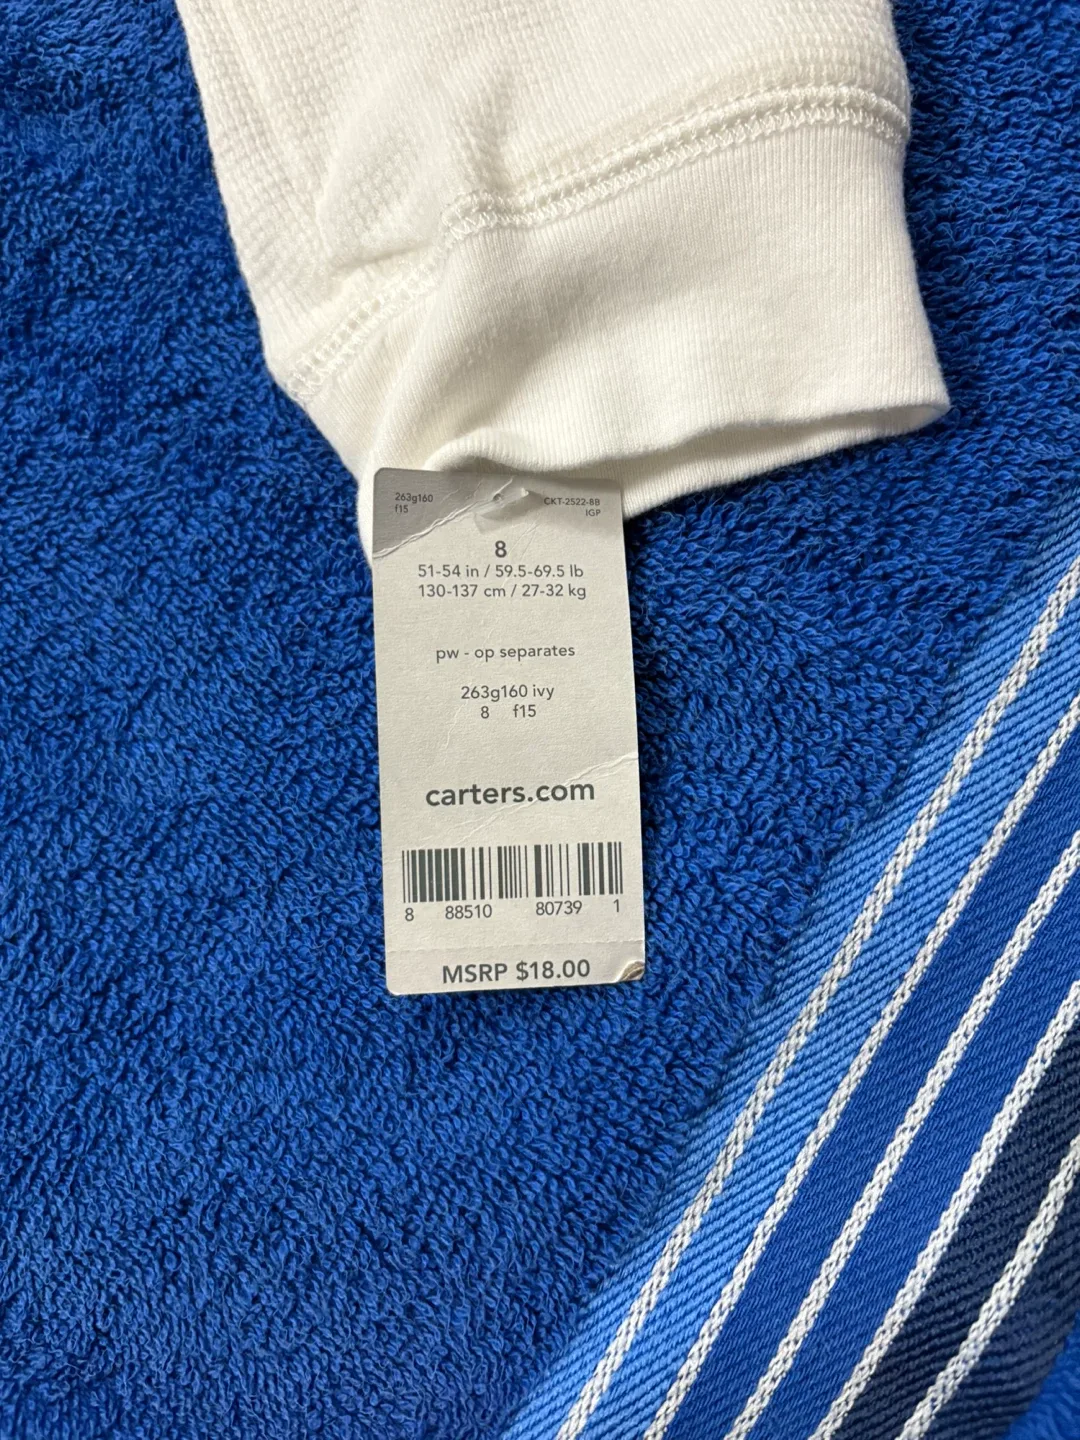 263g160 CKT-2522-8B
f15 IGP
8
51-54 in / 59.5-69.5 lb
130-137 cm / 27-32 kg
pw - op separates
263g160 ivy
8 f15
carters.com
8 88510 80739 1
MSRP $18.00